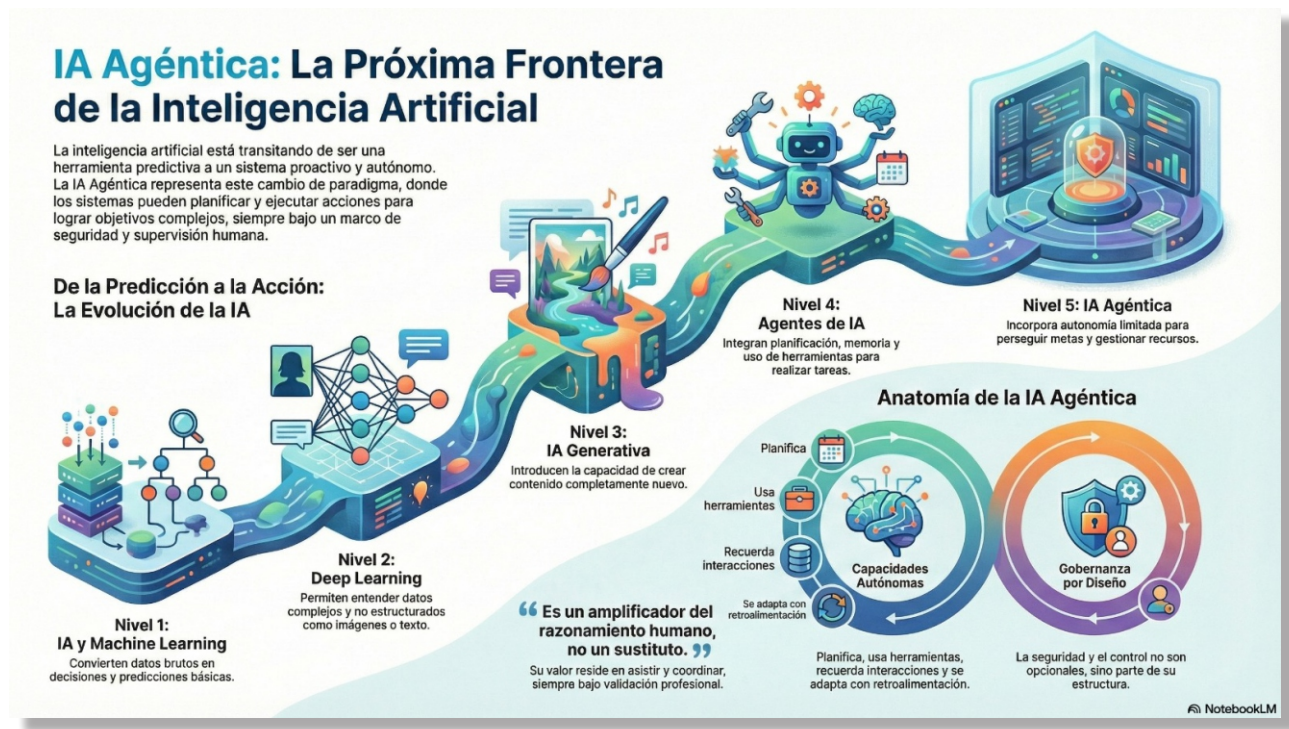 IA Agéntica: La Próxima Frontera
de la Inteligencia Artificial
La inteligencia artificial está transitando de ser una
herramienta predictiva a un sistema proactivo y autónomo.
La IA Agéntica representa este cambio de paradigma, donde
los sistemas pueden planificar y ejecutar acciones para
lograr objetivos complejos, siempre bajo un marco de
seguridad y supervisión humana.
De la Predicción a la Acción:
La Evolución de la IA
Nivel 1:
IA y Machine Learning
Convierten datos brutos en
decisiones y predicciones básicas.
Nivel 2:
Deep Learning
Permiten entender datos
complejos y no estructurados
como imágenes o texto.
Nivel 3:
IA Generativa
Introducen la capacidad de crear
contenido completamente nuevo.
Nivel 4:
Agentes de IA
Integran planificación, memoria y
uso de herramientas para
realizar tareas.
Nivel 5: IA Agéntica
Incorpora autonomía limitada para
perseguir metas y gestionar recursos.
Anatomía de la IA Agéntica
Planifica
Usa
herramientes
Recuerda
interacciones
Se adapta con
retroalimentación
Capacidades
Autónomas
Gobernanza
por Diseño
Planifica, usa herramientas,
recuerda interacciones y se
adapta con retroalimentación.
La seguridad y el control no son
opcionales, sino parte de su
estructura.
“ Es un amplificador del
razonamiento humano,
no un sustituto. ”
Su valor reside en asistir y coordinar,
siempre bajo validación profesional.
NotebookLM